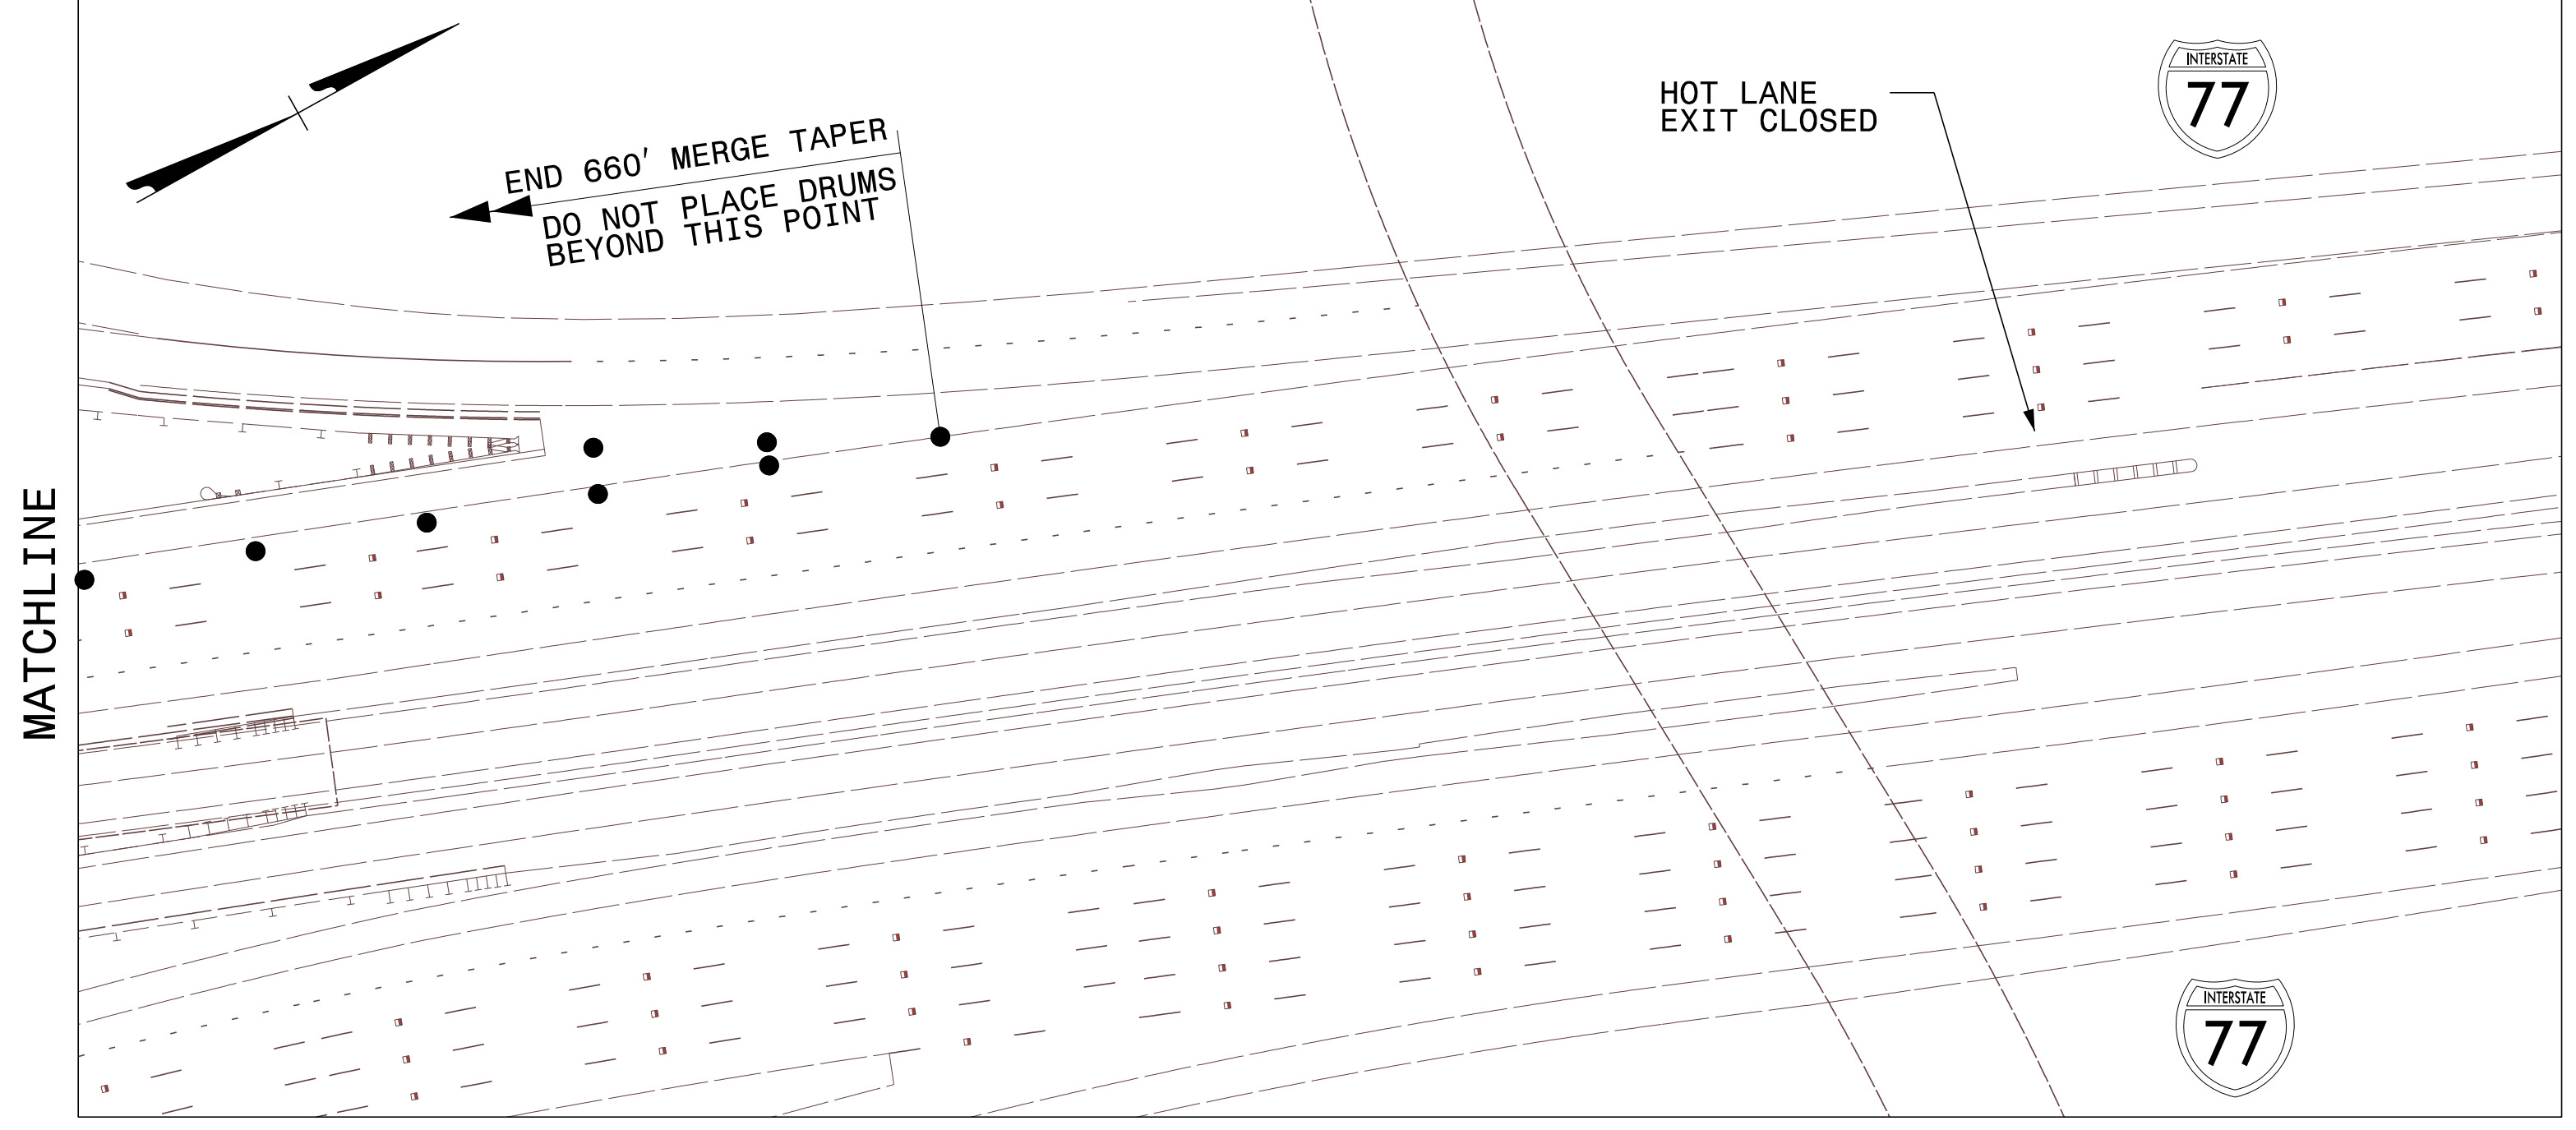 INTERSTATE
77
HOT LANE
EXIT CLOSED
END 660' MERGE TAPER
DO NOT PLACE DRUMS
BEYOND THIS POINT
MATCHLINE
INTERSTATE
77